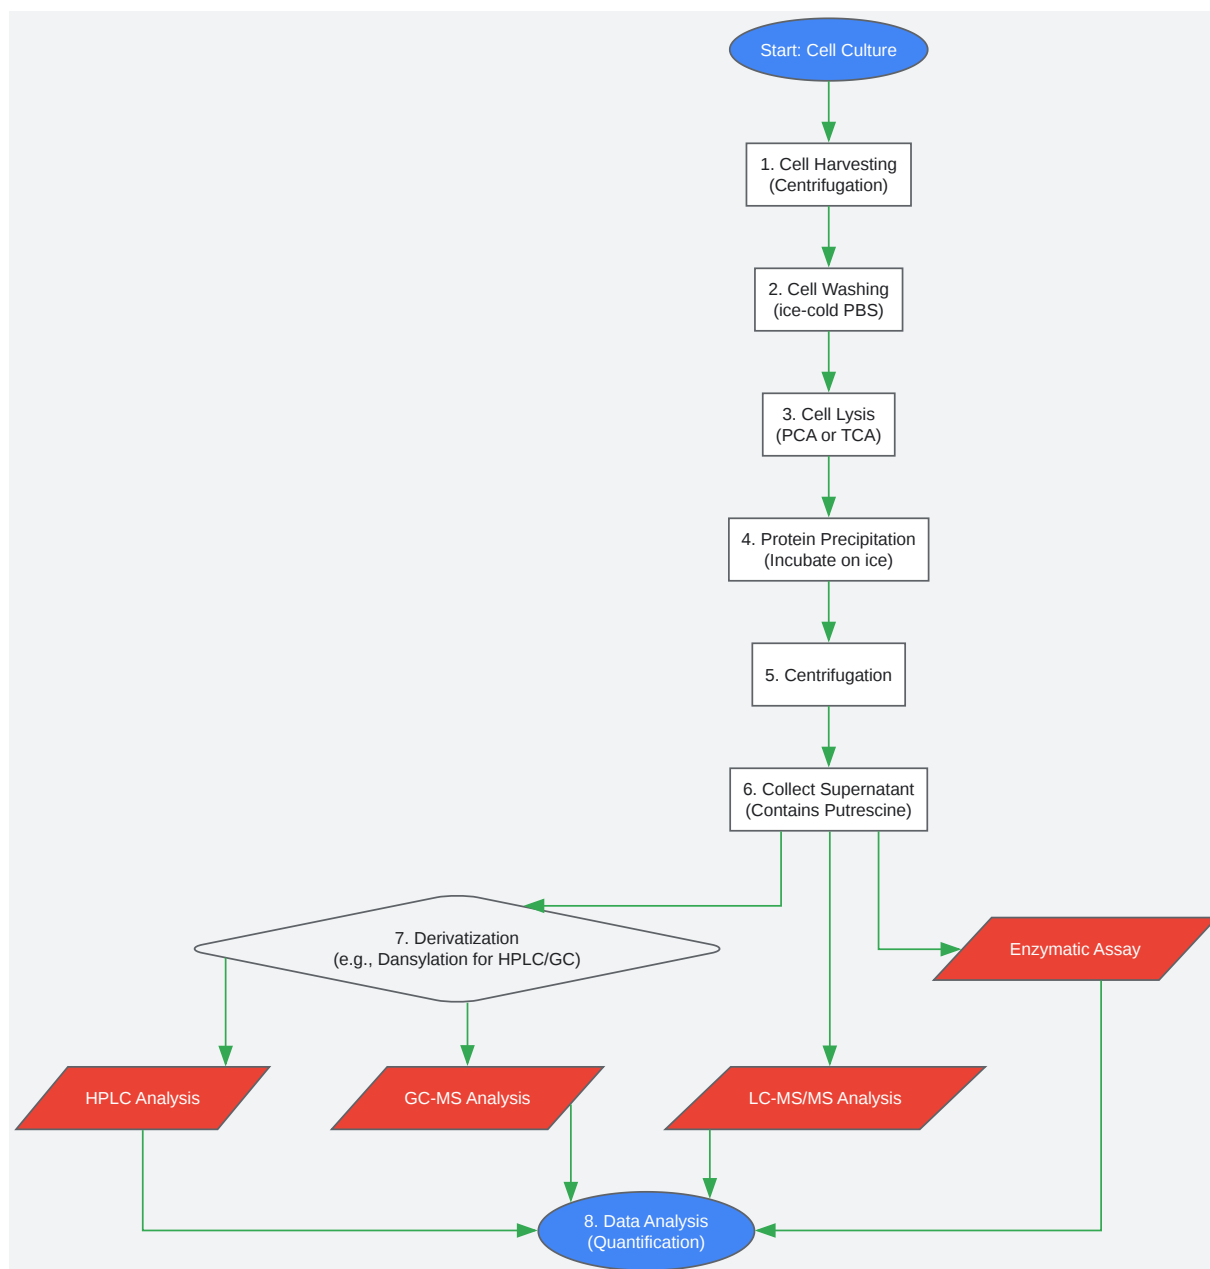 Start: Cell Culture
1. Cell Harvesting
(Centrifugation)
2. Cell Washing
(ice-cold PBS)
3. Cell Lysis
(PCA or TCA)
4. Protein Precipitation
(Incubate on ice)
5. Centrifugation
6. Collect Supernatant
(Contains Putrescine)
7. Derivatization
(e.g., Dansylation for HPLC/GC)
Enzymatic Assay
HPLC Analysis
GC-MS Analysis
LC-MS/MS Analysis
8. Data Analysis
(Quantification)